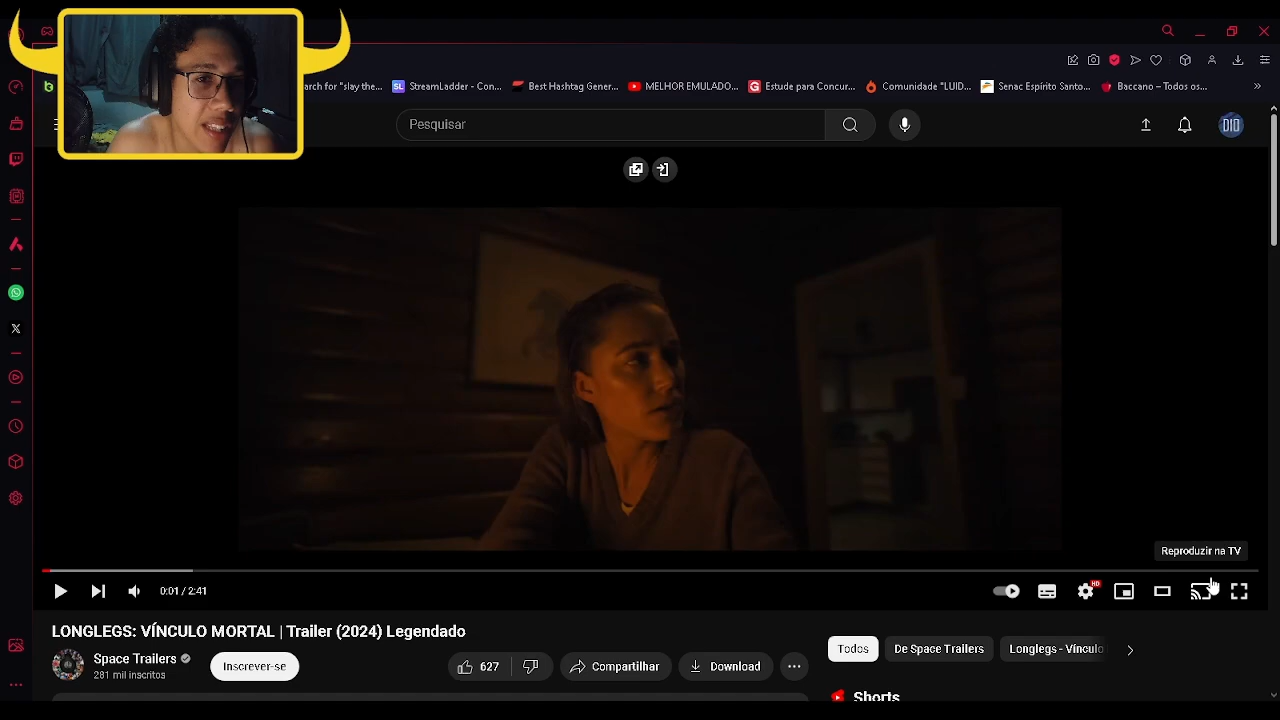 arch for "slay the...
StreamLadder - Con...
Best Hashtag Gener...
MELHOR EMULADO...
Estude para Concur...
Comunidade "LUID...
Senac Espírito Santo...
Baccano – Todos os...
Pesquisar
Reproduzir na TV
0:01 / 2:41
HD
LONGLEGS: VÍNCULO MORTAL | Trailer (2024) Legendado
Space Trailers
281 mil inscritos
Inscrever-se
627
Compartilhar
Download
Todos
De Space Trailers
Longlegs - Vínculo
Shorts